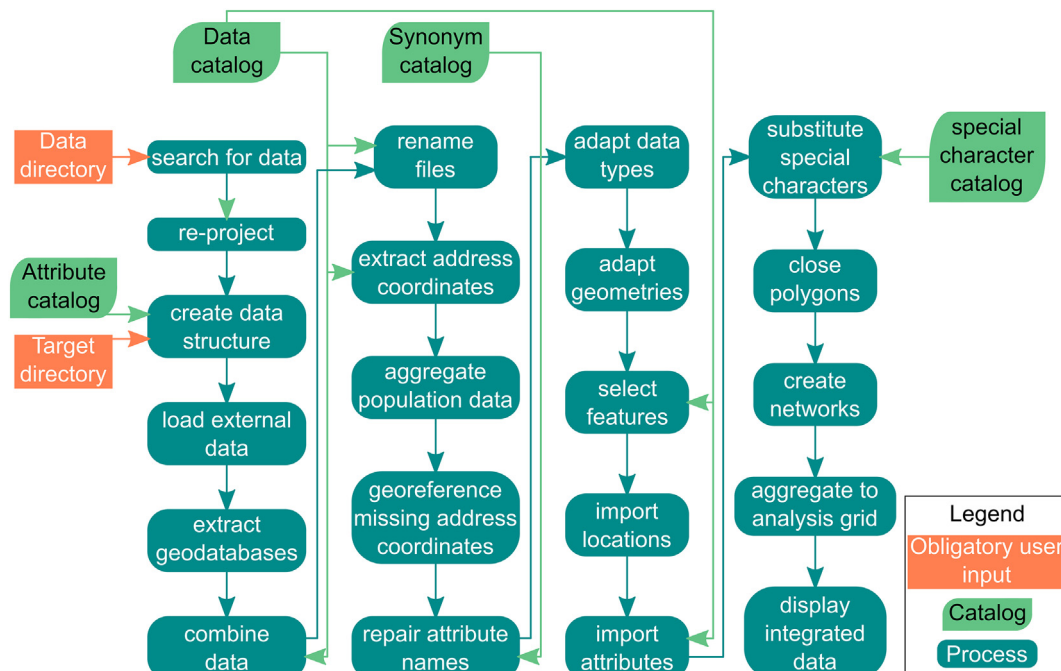 Data
catalog
Synonym
catalog
Data
directory
search for data
re-project
Attribute
catalog
Target
directory
create data
structure
load external
data
extract
geodatabases
combine
data
rename
files
extract address
coordinates
aggregate
population data
georeference
missing address
coordinates
repair attribute
names
adapt data
types
adapt
geometries
select
features
import
locations
import
attributes
substitute
special
characters
special
character
catalog
close
polygons
create
networks
aggregate to
analysis grid
display
integrated
data
Legend
Obligatory user
input
Catalog
Process